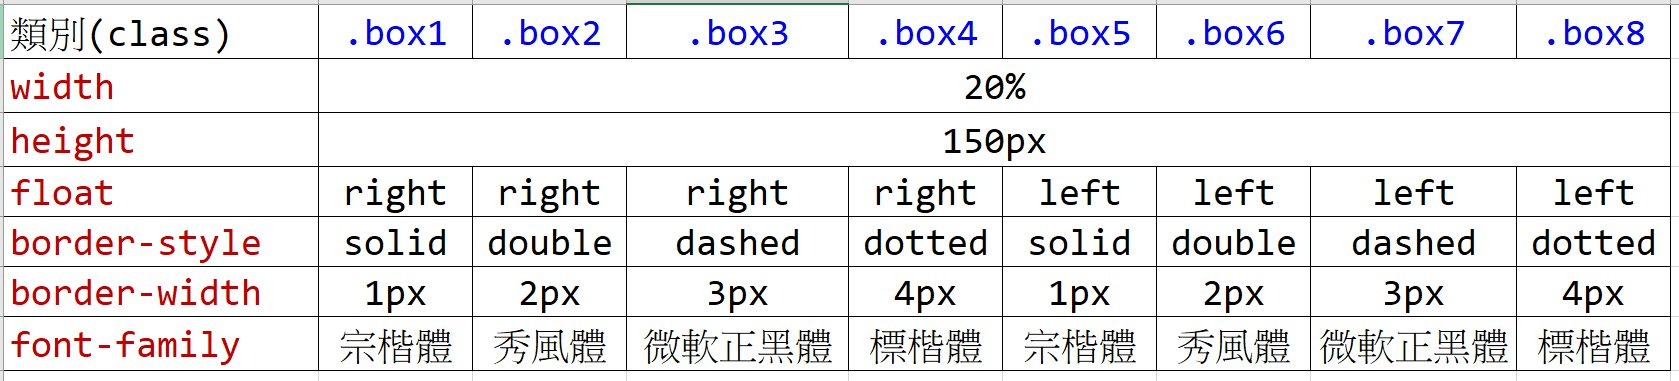 類別(class) .box1 .box2 .box3 .box4 .box5 .box6 .box7 .box8
width 20%
height 150px
float right right right right left left left left
border-style solid double dashed dotted solid double dashed dotted
border-width 1px 2px 3px 4px 1px 2px 3px 4px
font-family 宗楷體 秀風體 微軟正黑體 標楷體 宗楷體 秀風體 微軟正黑體 標楷體